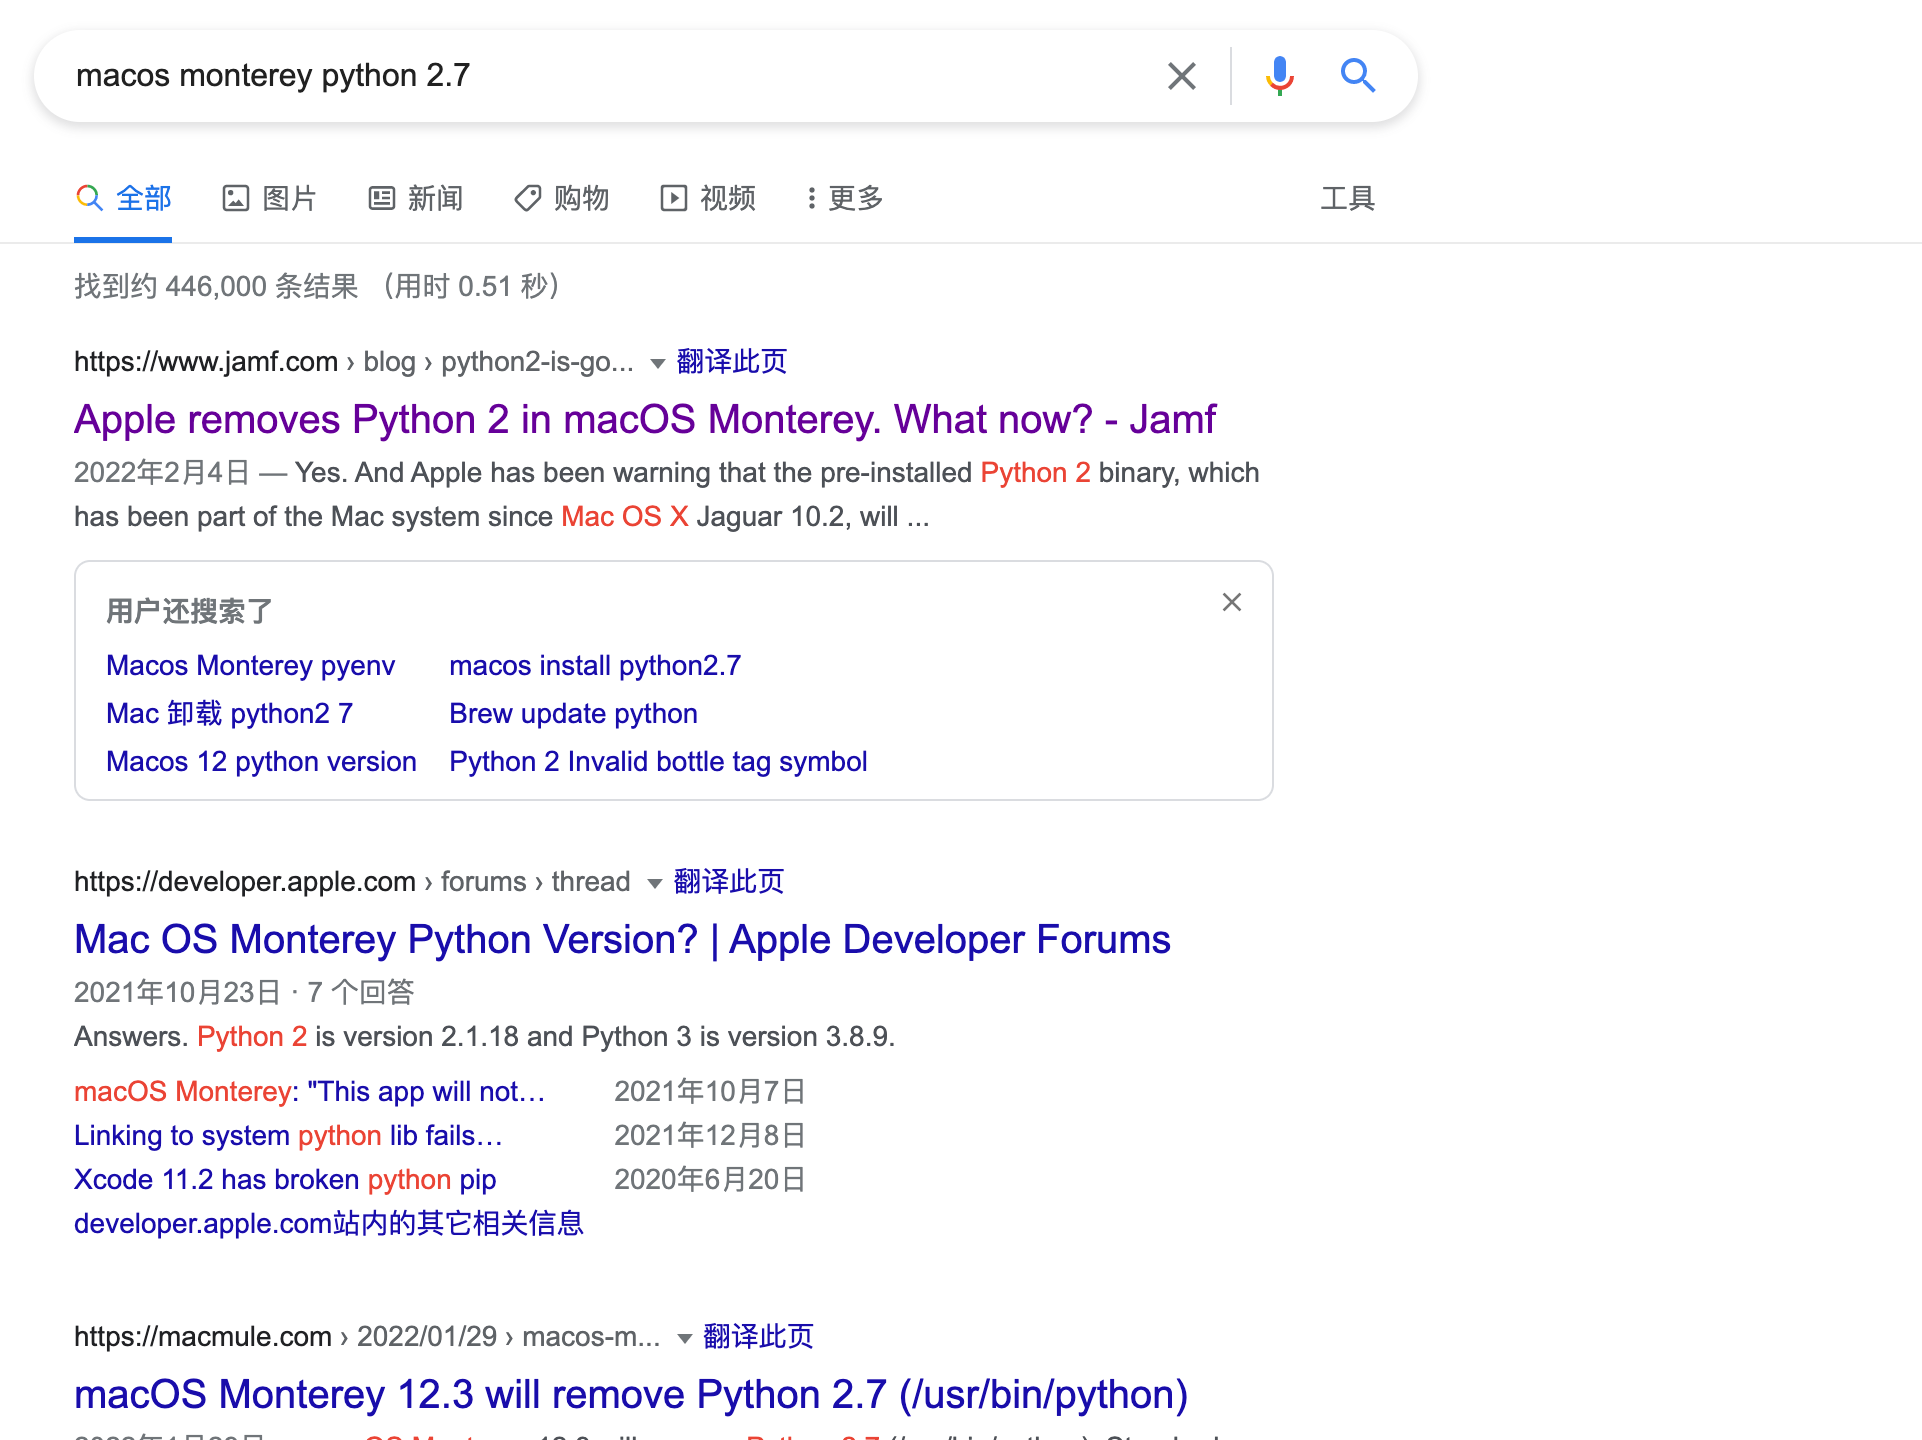 macos monterey python 2.7
全部 图片 新闻 购物 视频 更多 工具
找到约 446,000 条结果 （用时 0.51 秒）
https://www.jamf.com › blog › python2-is-go... 翻译此页
Apple removes Python 2 in macOS Monterey. What now? - Jamf
2022年2月4日 — Yes. And Apple has been warning that the pre-installed Python 2 binary, which
has been part of the Mac system since Mac OS X Jaguar 10.2, will ...
用户还搜索了
Macos Monterey pyenv macos install python2.7
Mac 卸载 python2 7 Brew update python
Macos 12 python version Python 2 Invalid bottle tag symbol
https://developer.apple.com › forums › thread 翻译此页
Mac OS Monterey Python Version? | Apple Developer Forums
2021年10月23日 · 7 个回答
Answers. Python 2 is version 2.1.18 and Python 3 is version 3.8.9.
macOS Monterey: "This app will not… 2021年10月7日
Linking to system python lib fails… 2021年12月8日
Xcode 11.2 has broken python pip 2020年6月20日
developer.apple.com站内的其它相关信息
https://macmule.com › 2022/01/29 › macos-m... 翻译此页
macOS Monterey 12.3 will remove Python 2.7 (/usr/bin/python)